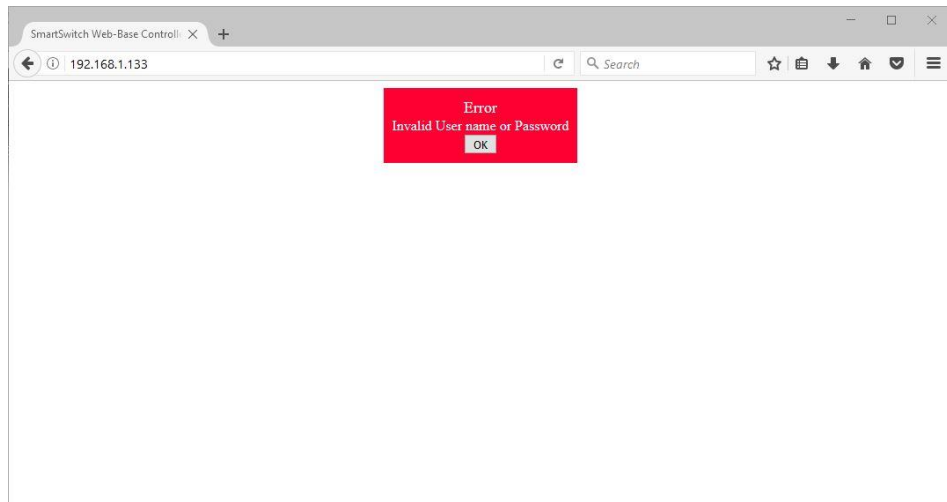 SmartSwitch Web-Base Controll
192.168.1.133
Search
Error
Invalid User name or Password
OK